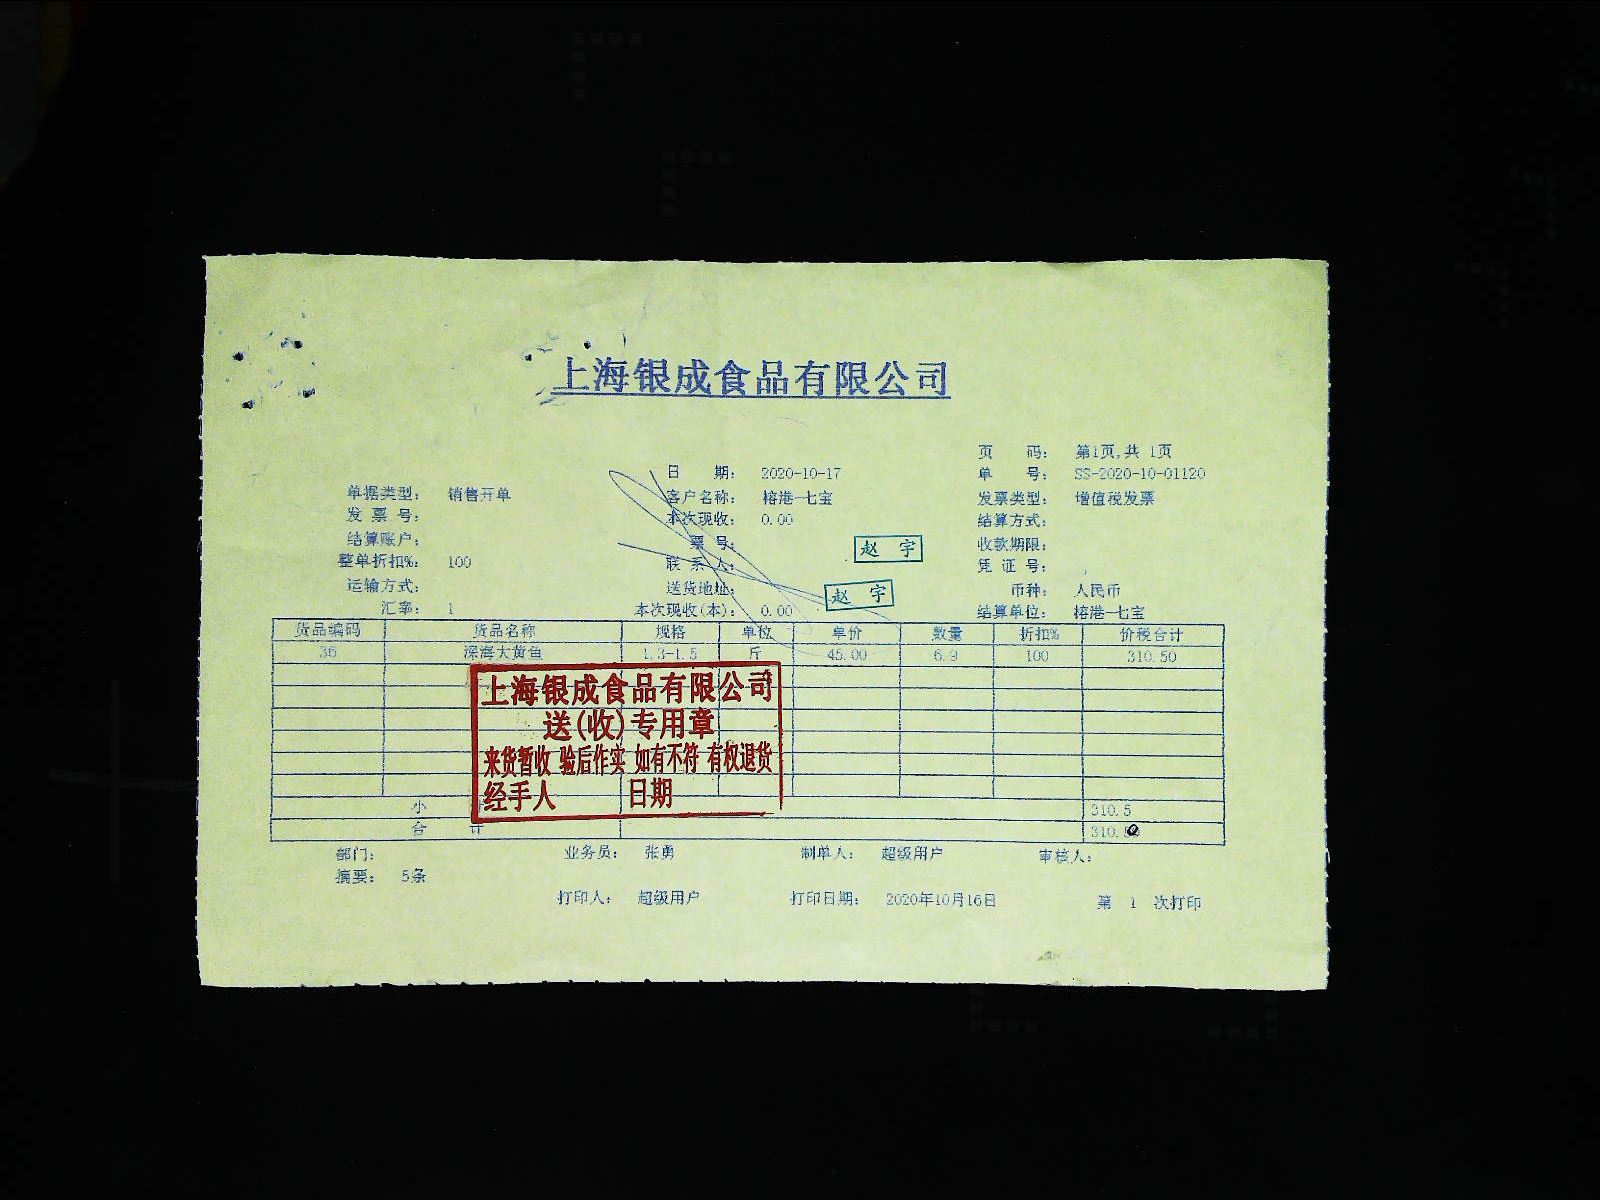 上海银成食品有限公司
页 码: 第1页,共 1页
日 期: 2020-10-17 单 号: SS-2020-10-01120
单据类型: 销售开单 客户名称: 榕港一七宝 发票类型: 增值税发票
发 票 号: 本次现收: 0.00 结算方式:
结算账户: 票 号: 赵 宇 收款期限:
整单折扣%: 100 联 系 人: 凭 证 号:
运输方式: 送货地址: 赵 宇 币种: 人民币
汇率: 1 本次现收(本): 0.00 结算单位: 榕港一七宝
货品编码 货品名称 规格 单位 单价 数量 折扣% 价税合计
36 深海大黄鱼 1.3-1.5 斤 45.00 6.9 100 310.50
上海银成食品有限公司
送(收)专用章
来货暂收 验后作实 如有不符 有权退货
经手人 日期
小 310.5
合 计 310.
部门: 业务员: 张勇 制单人: 超级用户 审核人:
摘要: 5条
打印人: 超级用户 打印日期: 2020年10月16日 第 1 次打印